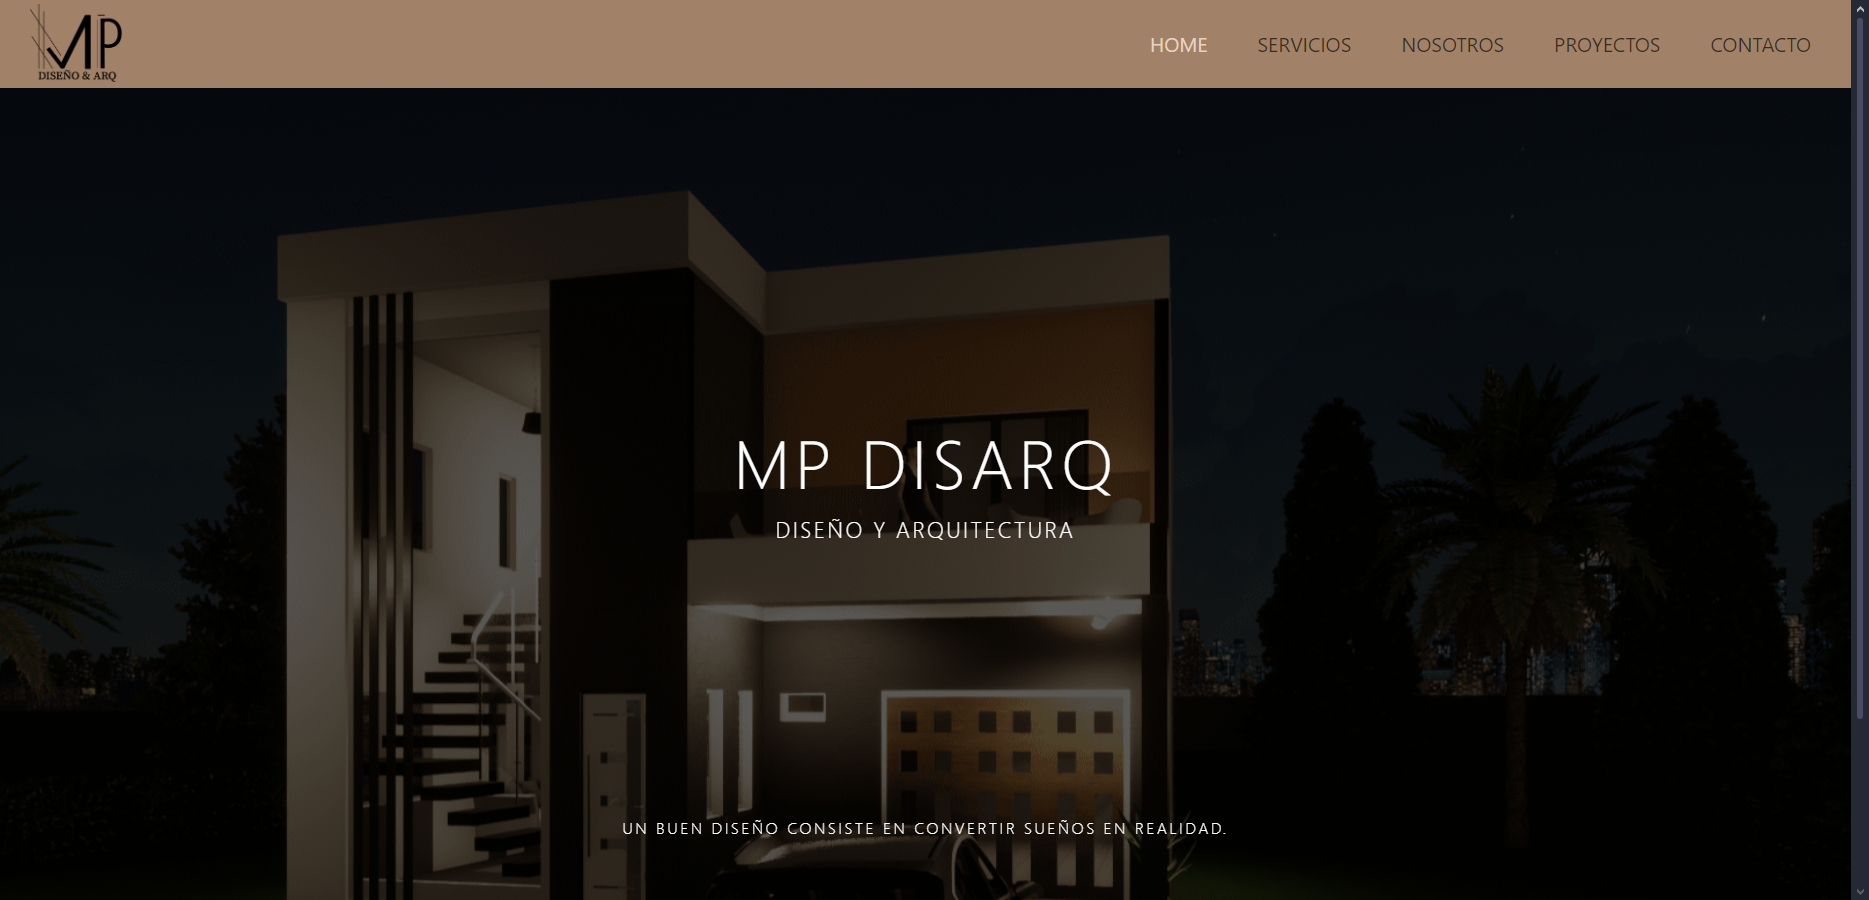 MP
DISEÑO & ARQ
HOME
SERVICIOS
NOSOTROS
PROYECTOS
CONTACTO
MP DISARQ
DISEÑO Y ARQUITECTURA
UN BUEN DISEÑO CONSISTE EN CONVERTIR SUEÑOS EN REALIDAD.